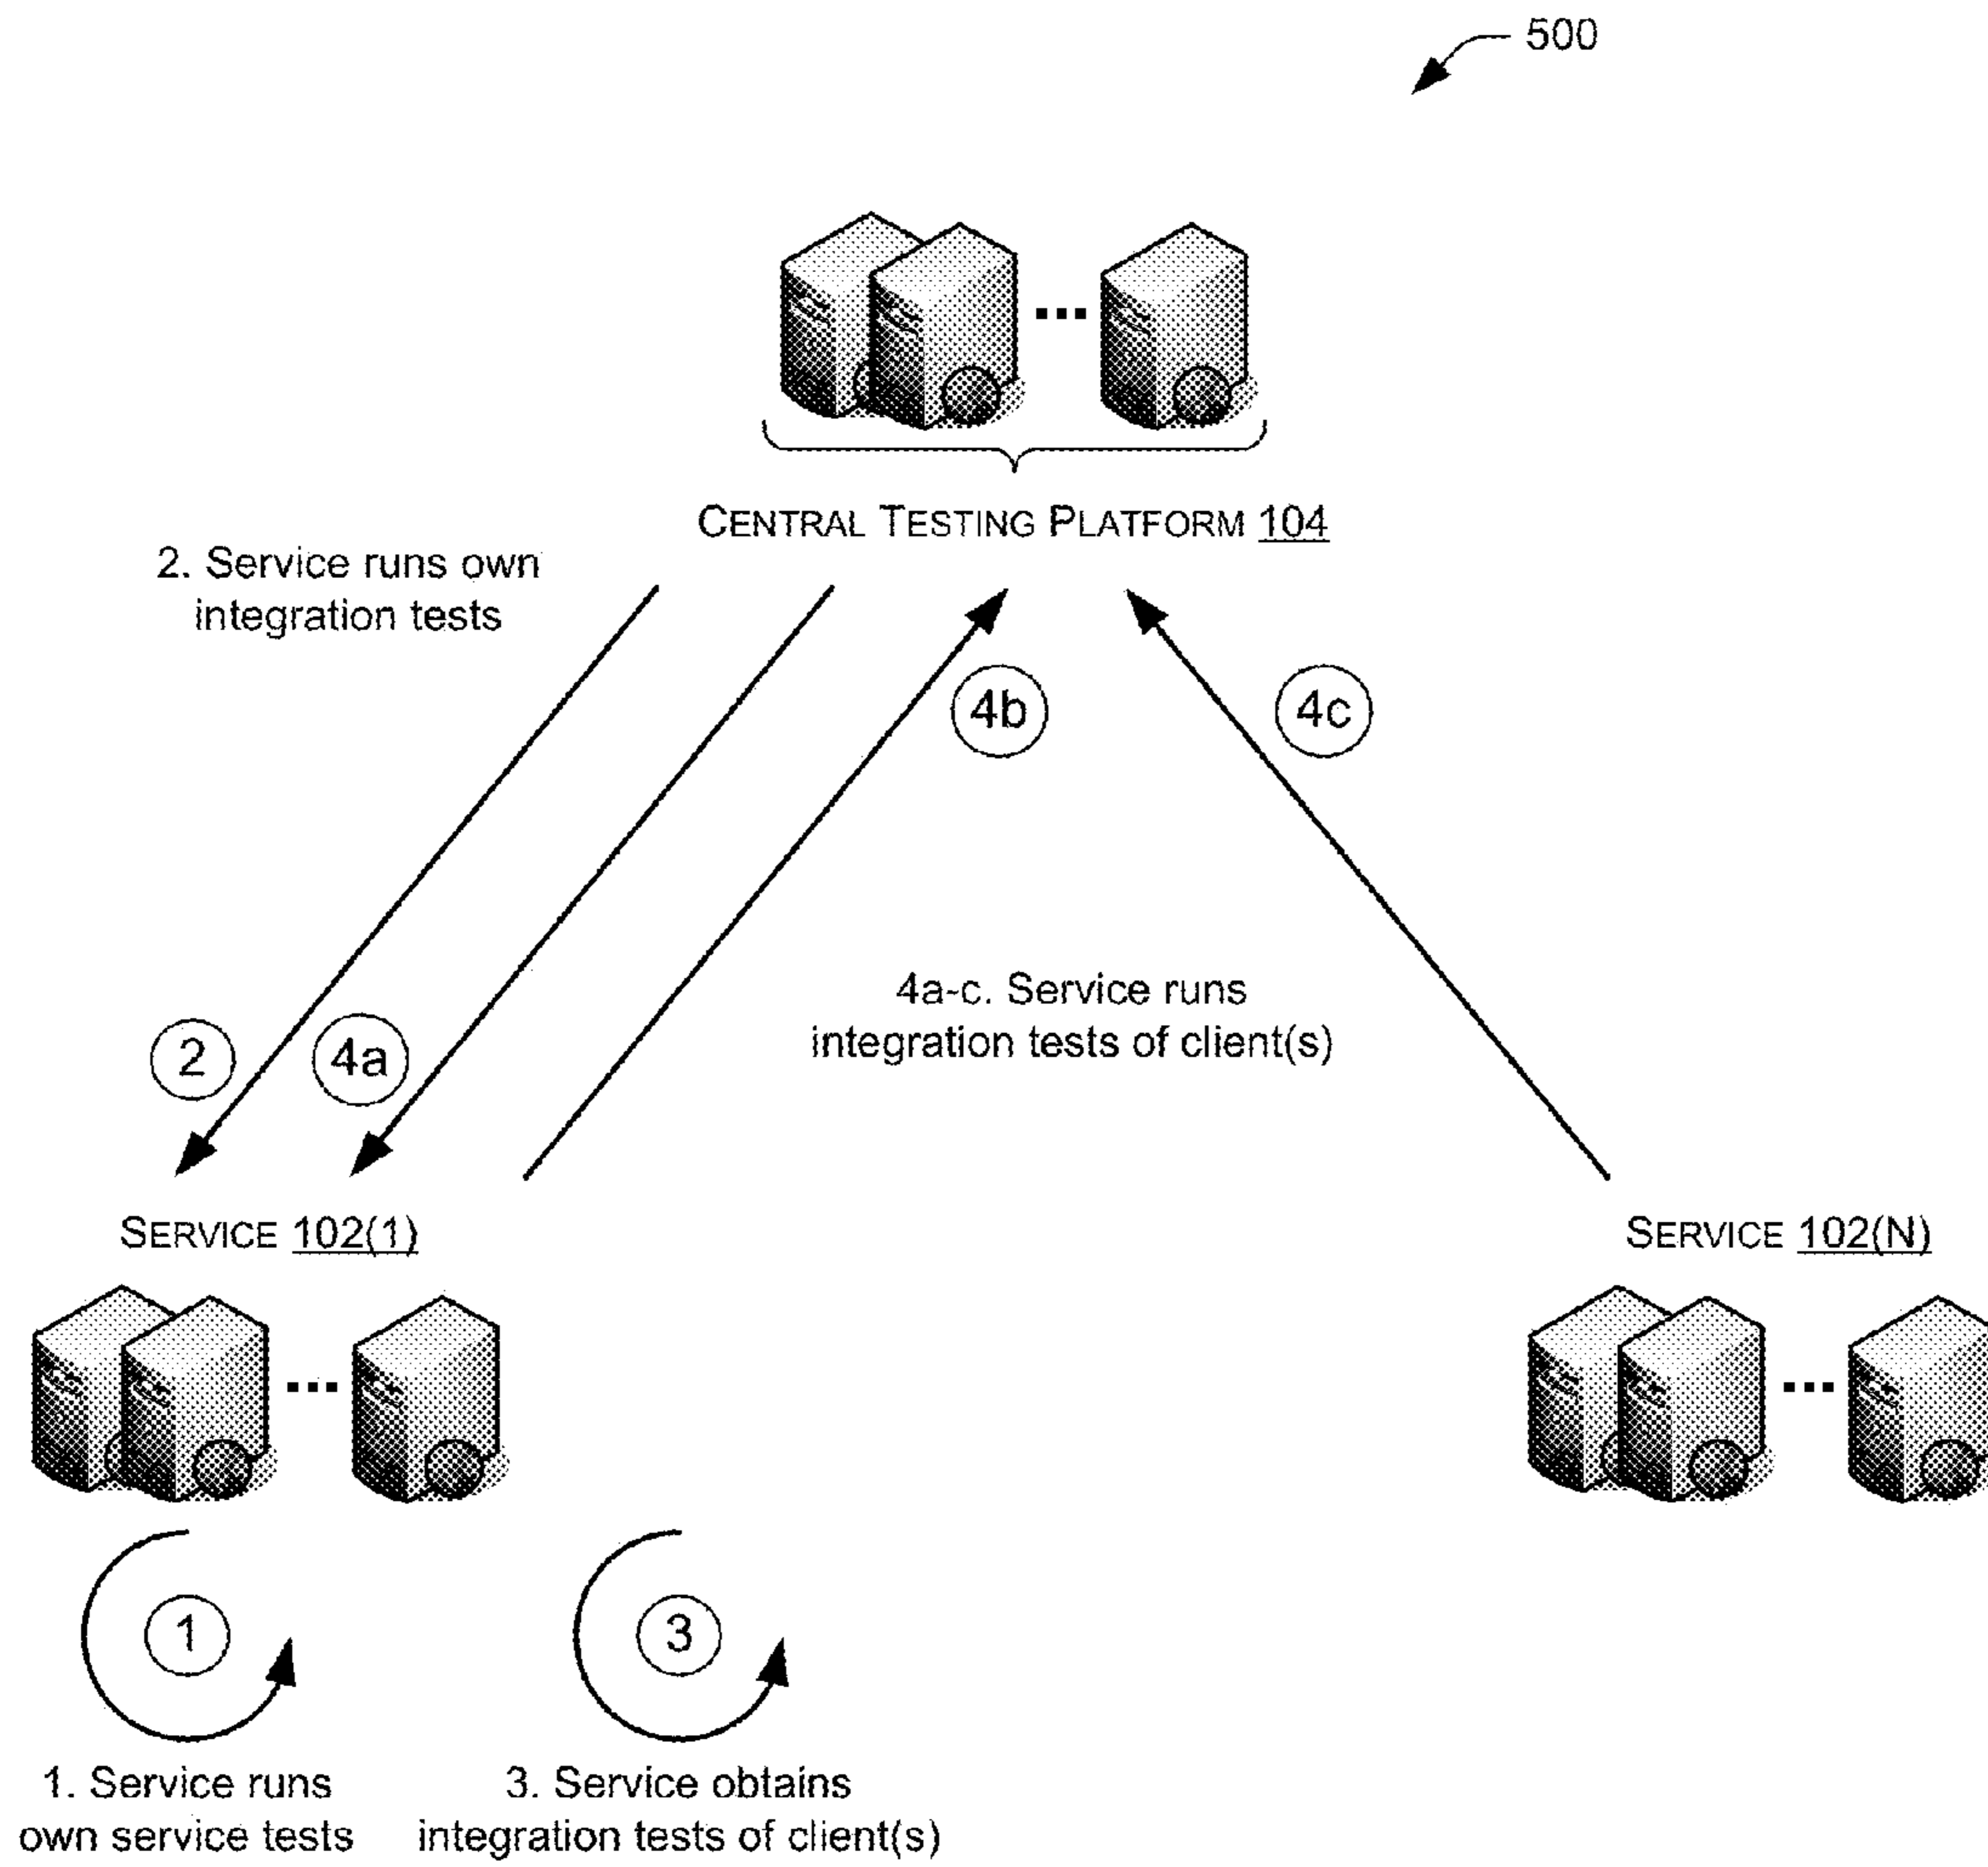 500
CENTRAL TESTING PLATFORM 104
2. Service runs own
integration tests
4b
4c
4a-c. Service runs
integration tests of client(s)
2
4a
SERVICE 102(1)
SERVICE 102(N)
...
1
3
1. Service runs
own service tests
3. Service obtains
integration tests of client(s)